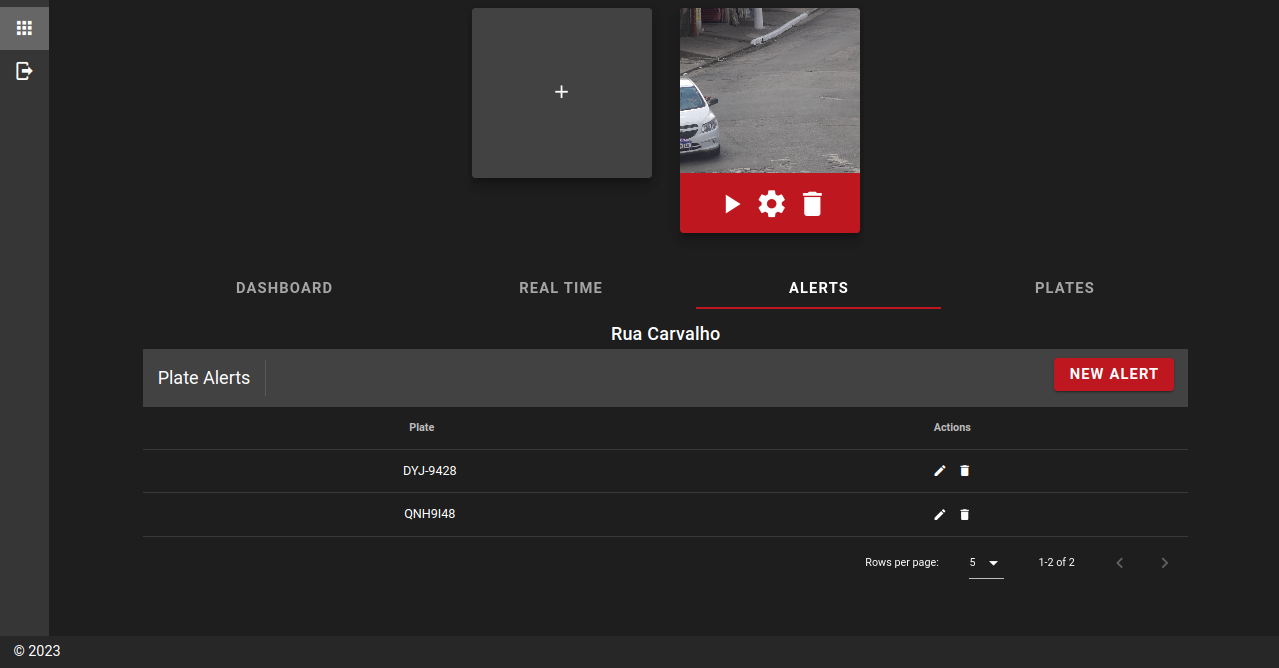 DASHBOARD REAL TIME ALERTS PLATES
Rua Carvalho
Plate Alerts NEW ALERT
Plate Actions
DYJ-9428
QNH9I48
Rows per page: 5 1-2 of 2
© 2023